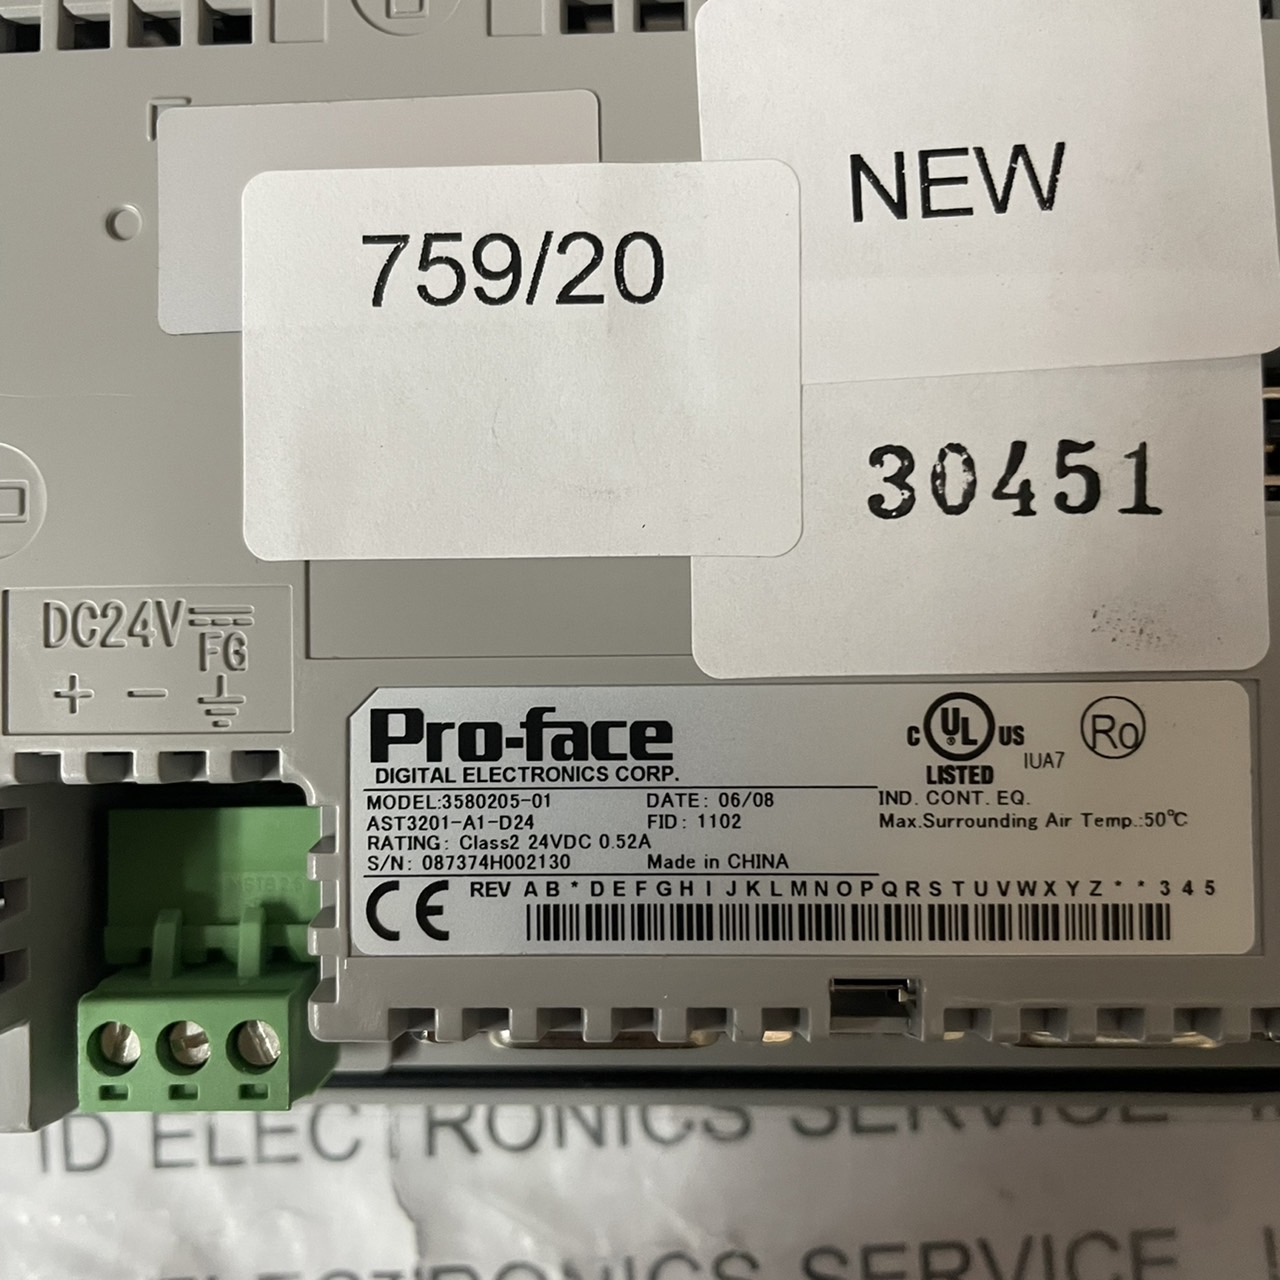 NEW
759/20
30451
DC24V
FG
+ −
Pro-face
DIGITAL ELECTRONICS CORP.
C UL US
LISTED
IUA7
Ro
MODEL:3580205-01 DATE: 06/08 IND. CONT. EQ.
AST3201-A1-D24 FID: 1102 Max.Surrounding Air Temp.:50℃
RATING: Class2 24VDC 0.52A
S/N: 087374H002130 Made in CHINA
CE REV A B * D E F G H I J K L M N O P Q R S T U V W X Y Z * * 3 4 5
ID ELECTRONICS SERVICE
ELECTRONICS SERVICE